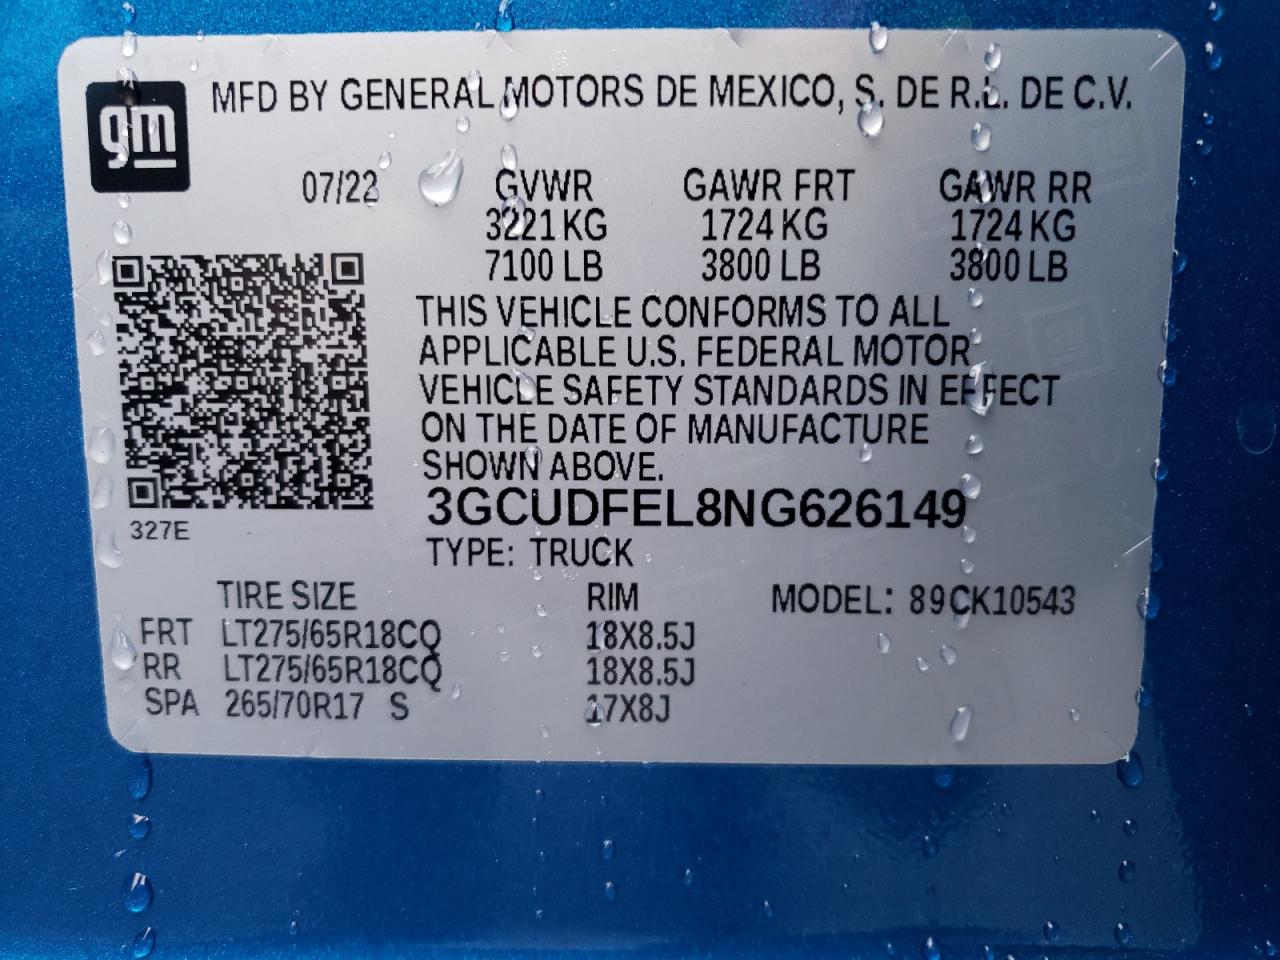 gm
MFD BY GENERAL MOTORS DE MEXICO, S. DE R.L. DE C.V.
07/22 GVWR GAWR FRT GAWR RR
3221 KG 1724 KG 1724 KG
7100 LB 3800 LB 3800 LB
THIS VEHICLE CONFORMS TO ALL
APPLICABLE U.S. FEDERAL MOTOR
VEHICLE SAFETY STANDARDS IN EFFECT
ON THE DATE OF MANUFACTURE
SHOWN ABOVE.
3GCUDFEL8NG626149
327E
TYPE: TRUCK
TIRE SIZE RIM MODEL: 89CK10543
FRT LT275/65R18CQ 18X8.5J
RR LT275/65R18CQ 18X8.5J
SPA 265/70R17 S 17X8J